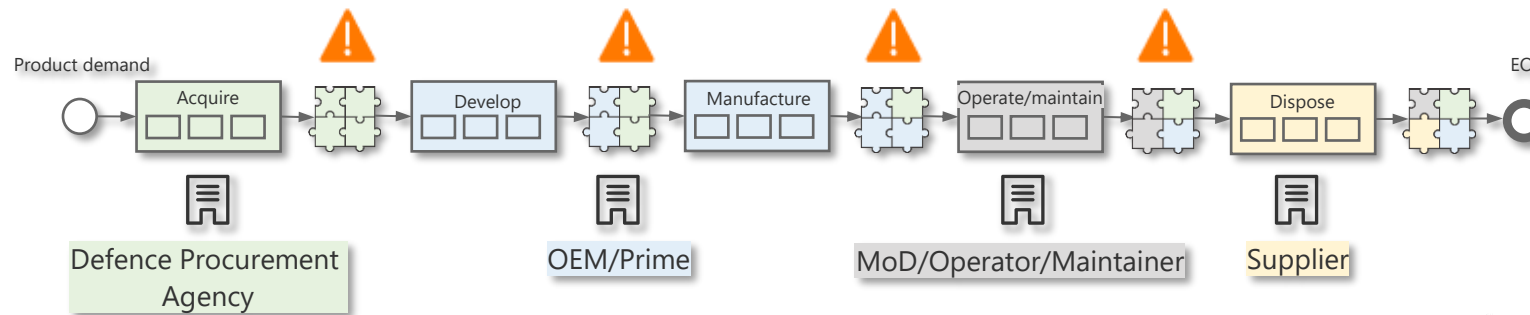 Product demand
Acquire
Develop
Manufacture
Operate/maintain
Dispose
Defence Procurement
Agency
OEM/Prime
MoD/Operator/Maintainer
Supplier